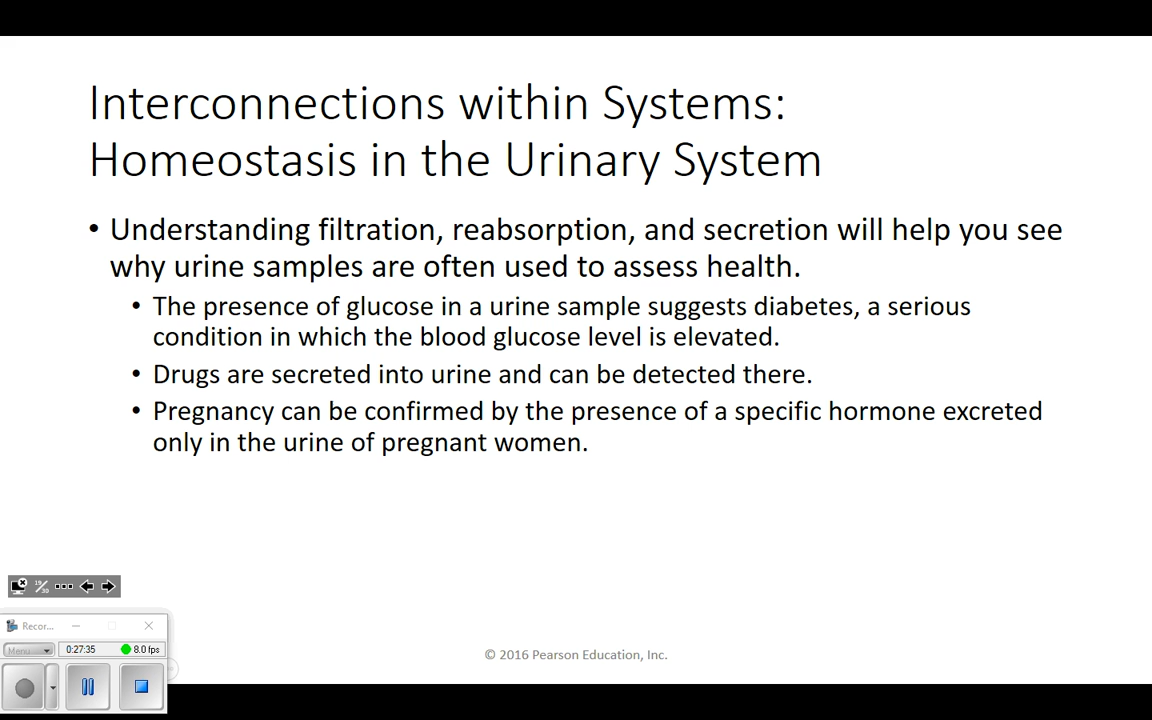 Interconnections within Systems:
Homeostasis in the Urinary System
• Understanding filtration, reabsorption, and secretion will help you see
why urine samples are often used to assess health.
• The presence of glucose in a urine sample suggests diabetes, a serious
condition in which the blood glucose level is elevated.
• Drugs are secreted into urine and can be detected there.
• Pregnancy can be confirmed by the presence of a specific hormone excreted
only in the urine of pregnant women.
19/30
Recor...
Menu
0:27:35
8.0 fps
© 2016 Pearson Education, Inc.